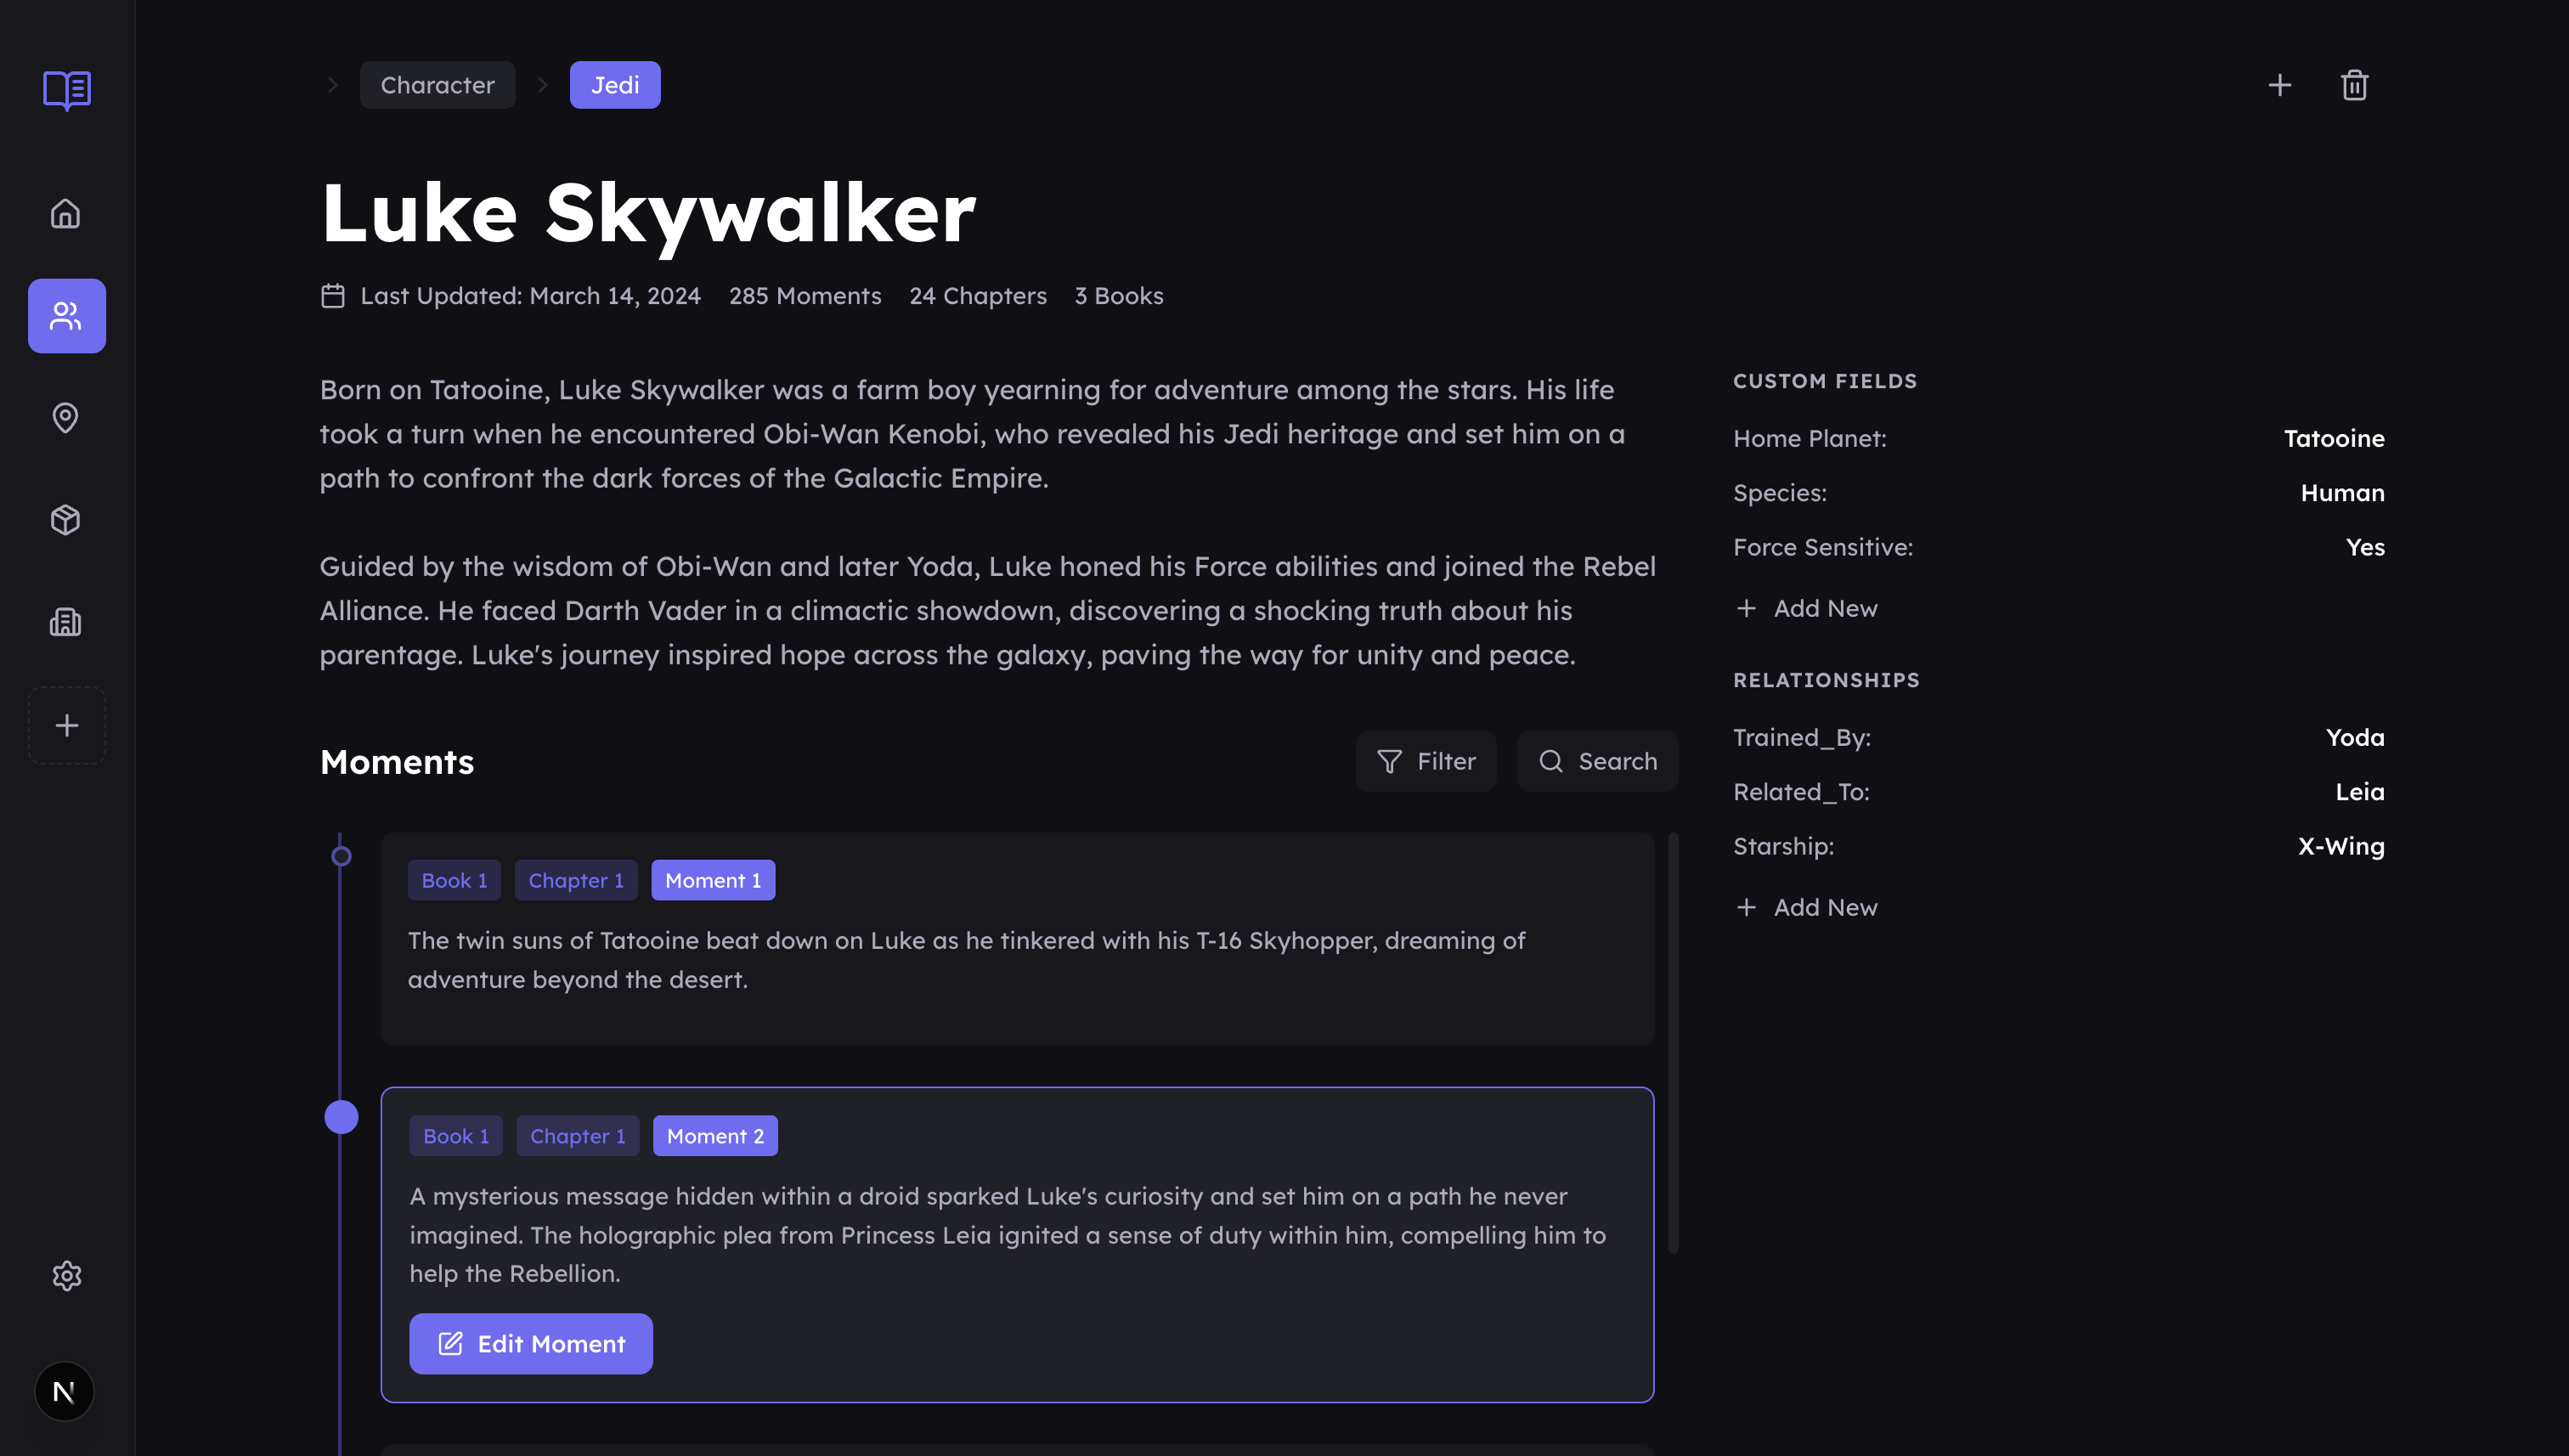 Character
Jedi
Luke Skywalker
Last Updated: March 14, 2024 285 Moments 24 Chapters 3 Books
Born on Tatooine, Luke Skywalker was a farm boy yearning for adventure among the stars. His life
took a turn when he encountered Obi-Wan Kenobi, who revealed his Jedi heritage and set him on a
path to confront the dark forces of the Galactic Empire.
Guided by the wisdom of Obi-Wan and later Yoda, Luke honed his Force abilities and joined the Rebel
Alliance. He faced Darth Vader in a climactic showdown, discovering a shocking truth about his
parentage. Luke's journey inspired hope across the galaxy, paving the way for unity and peace.
Moments
Filter
Search
Book 1 Chapter 1 Moment 1
The twin suns of Tatooine beat down on Luke as he tinkered with his T-16 Skyhopper, dreaming of
adventure beyond the desert.
Book 1 Chapter 1 Moment 2
A mysterious message hidden within a droid sparked Luke's curiosity and set him on a path he never
imagined. The holographic plea from Princess Leia ignited a sense of duty within him, compelling him to
help the Rebellion.
Edit Moment
CUSTOM FIELDS
Home Planet: Tatooine
Species: Human
Force Sensitive: Yes
Add New
RELATIONSHIPS
Trained_By: Yoda
Related_To: Leia
Starship: X-Wing
Add New
N